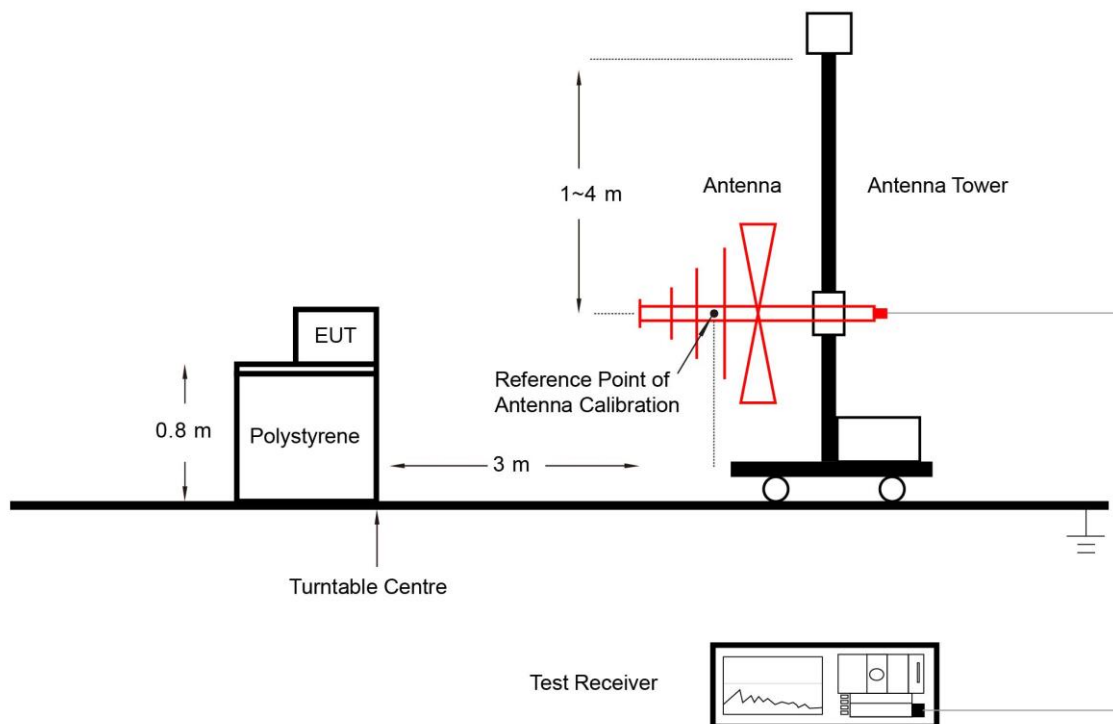 1~4 m
Antenna
Antenna Tower
EUT
Reference Point of
Antenna Calibration
0.8 m
Polystyrene
3 m
Turntable Centre
Test Receiver